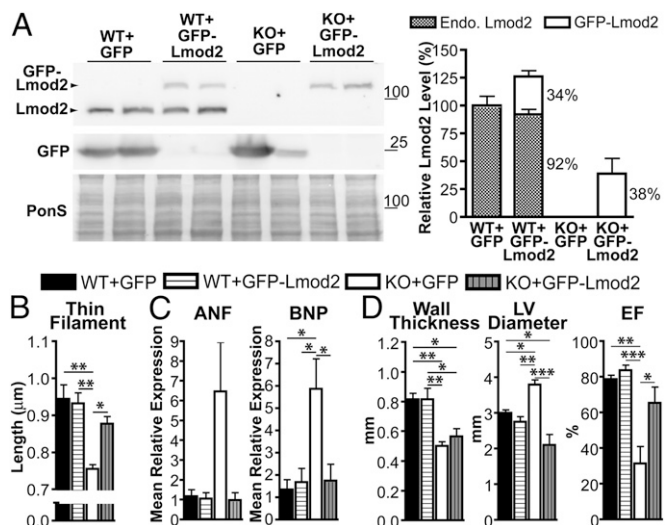 A
WT+
GFP
WT+
GFP-
Lmod2
KO+
GFP
KO+
GFP-
Lmod2
GFP-
Lmod2
Lmod2
100
GFP
25
PonS
100
Endo. Lmod2
GFP-Lmod2
Relative Lmod2 Level (%)
150
125
100
75
50
25
0
34%
92%
38%
WT+
GFP
WT+
GFP-
Lmod2
KO+
GFP
KO+
GFP-
Lmod2
WT+GFP
WT+GFP-Lmod2
KO+GFP
KO+GFP-Lmod2
B
Thin
Filament
Length (μm)
1.1
1.0
0.9
0.8
0.7
0.0
**
**
*
C
ANF
Mean Relative Expression
9
8
7
6
5
4
3
2
1
0
BNP
Mean Relative Expression
8
7
6
5
4
3
2
1
0
*
*
*
D
Wall
Thickness
mm
1.2
0.8
0.6
0.4
0.2
0.0
*
**
*
**
LV
Diameter
mm
5
4
3
2
1
0
*
*
**
***
EF
%
100
80
60
40
20
0
**
***
*